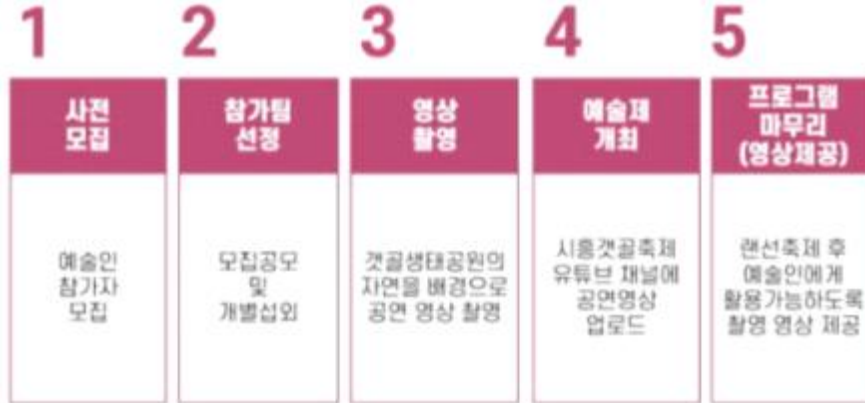 1
사전
모집
예술인
참가자
모집
2
참가팀
선정
모집공모
및
개별섭외
3
영상
촬영
갯골생태공원의
자연을 배경으로
공연 영상 촬영
4
예술제
개최
시흥갯골축제
유튜브 채널에
공연영상
업로드
5
프로그램
마무리
(영상제공)
랜선축제 후
예술인에게
활용가능하도록
촬영 영상 제공